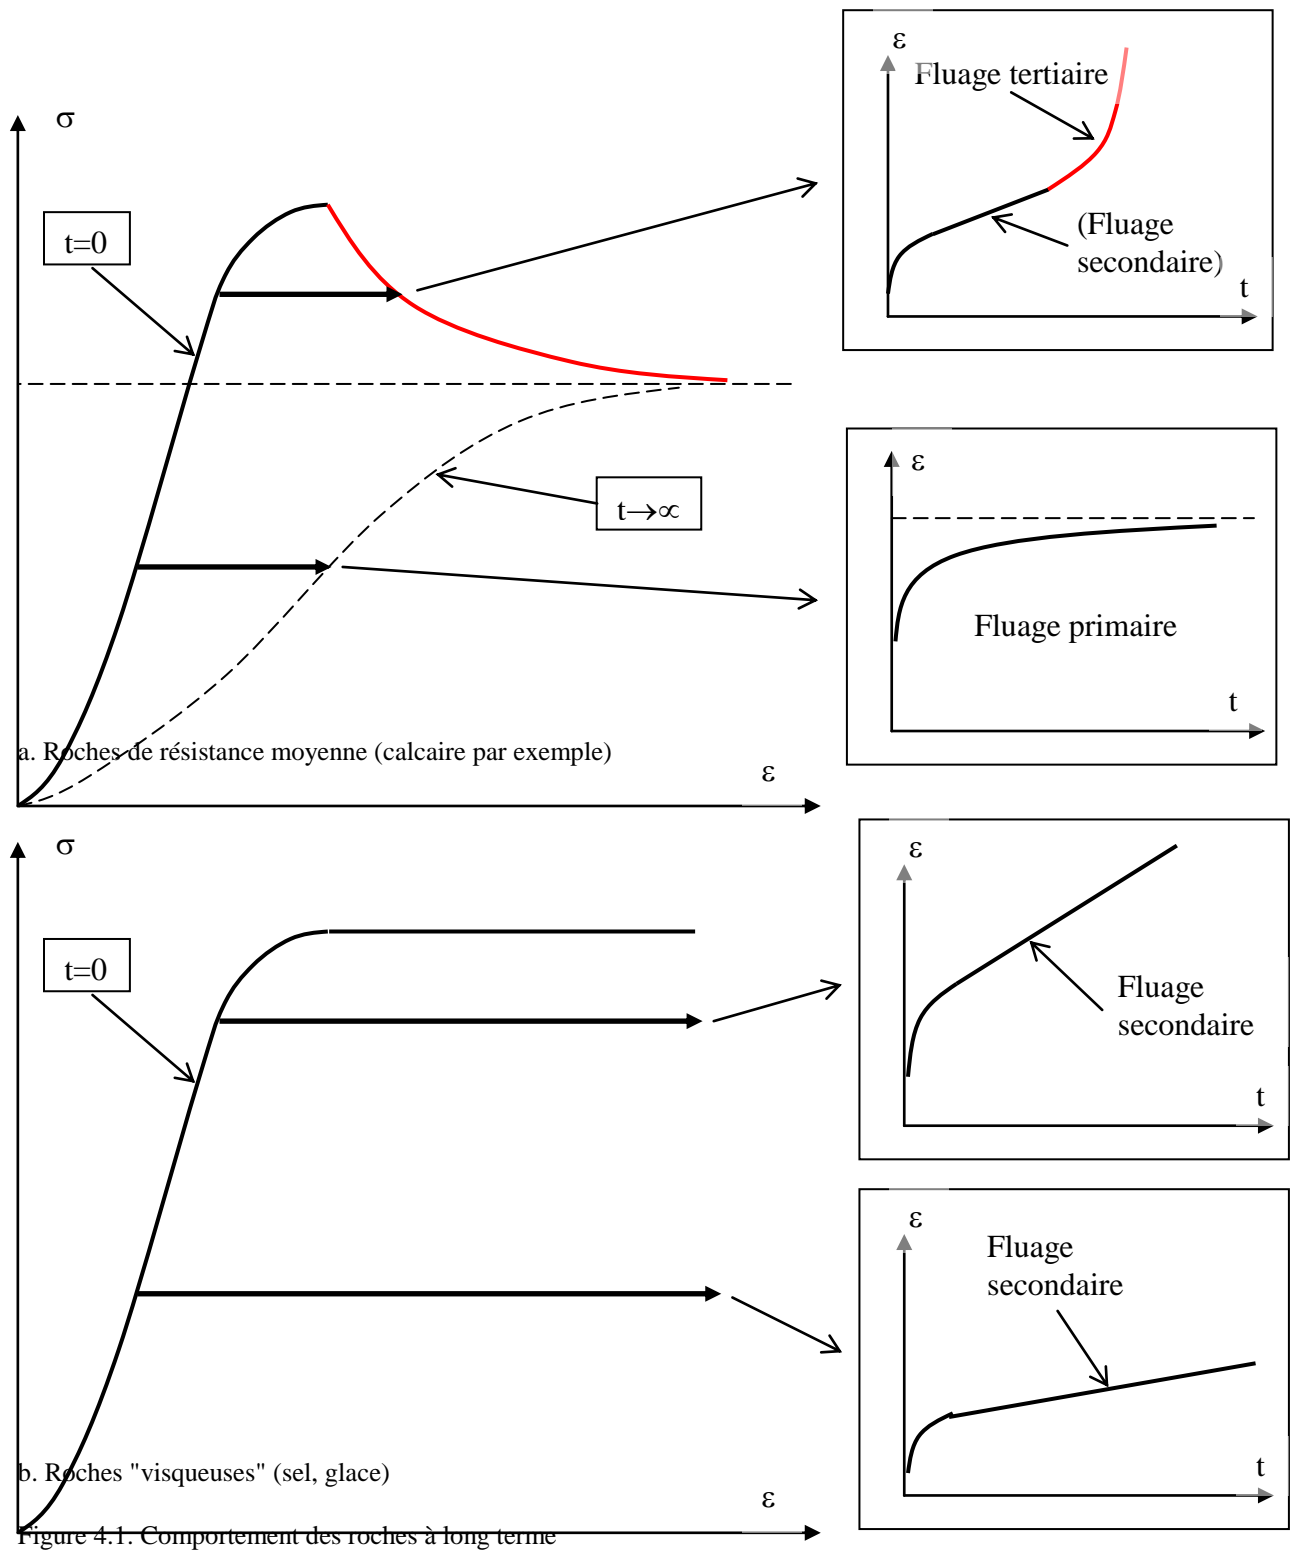 σ
t=0
t→∝
a. Roches de résistance moyenne (calcaire par exemple)
ε
ε
Fluage tertiaire
(Fluage
secondaire)
t
ε
Fluage primaire
t
σ
t=0
b. Roches "visqueuses" (sel, glace)
ε
ε
Fluage
secondaire
t
ε
Fluage
secondaire
t
Figure 4.1. Comportement des roches à long terme